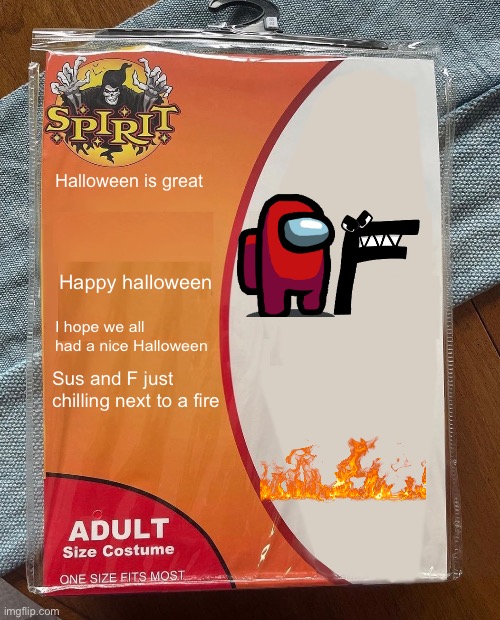 SPIRIT
Halloween is great
Happy halloween
I hope we all
had a nice Halloween
Sus and F just
chilling next to a fire
F
ADULT
Size Costume
ONE SIZE FITS MOST
imgflip.com